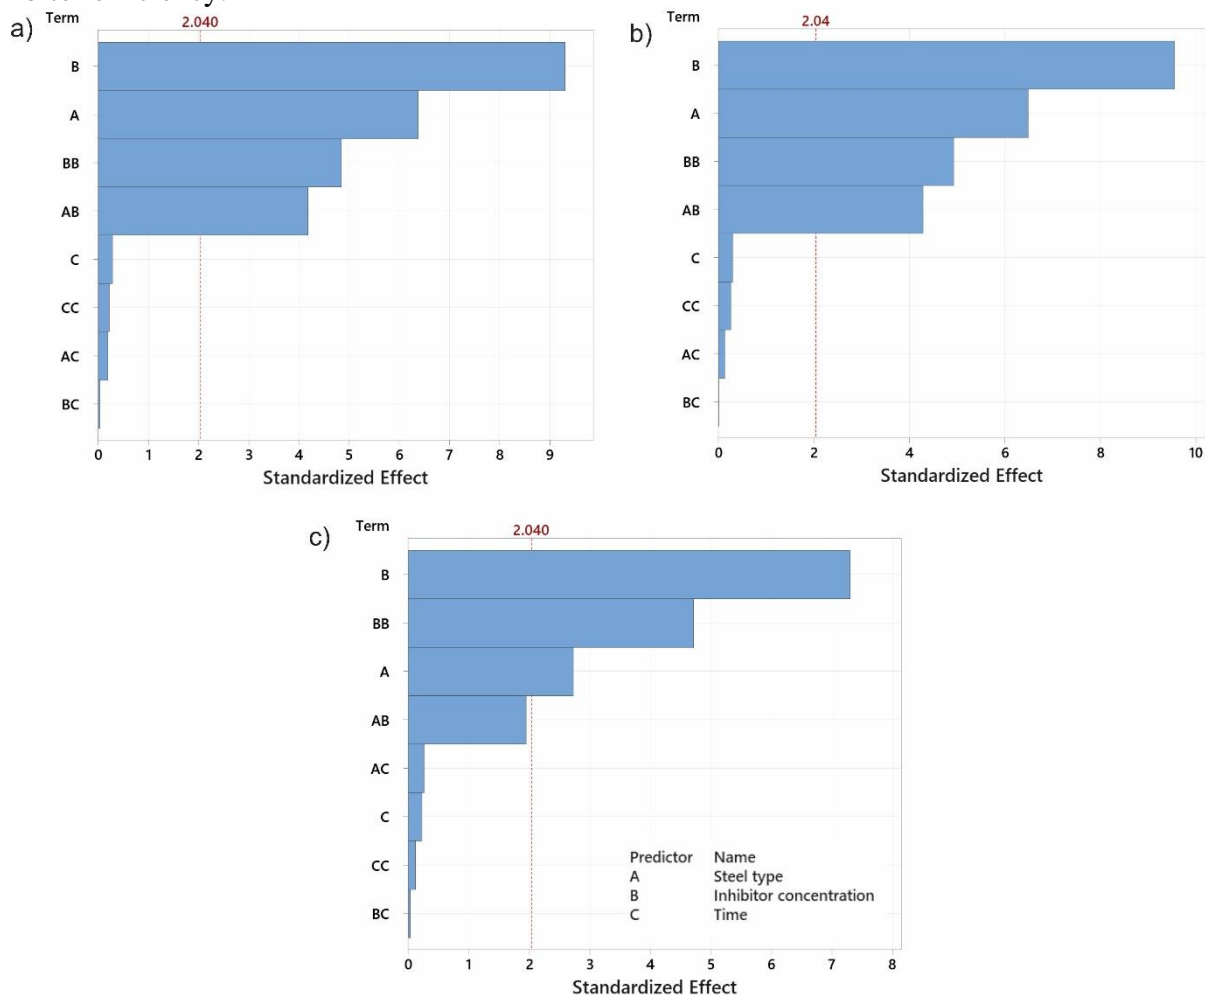 a)
Term
2.040
B
A
BB
AB
C
CC
AC
BC
0 1 2 3 4 5 6 7 8 9
Standardized Effect
b)
Term
2.04
B
A
BB
AB
C
CC
AC
BC
0 2 4 6 8 10
Standardized Effect
c)
Term
2.040
B
BB
A
AB
AC
C
CC
BC
Predictor Name
A Steel type
B Inhibitor concentration
C Time
0 1 2 3 4 5 6 7 8
Standardized Effect